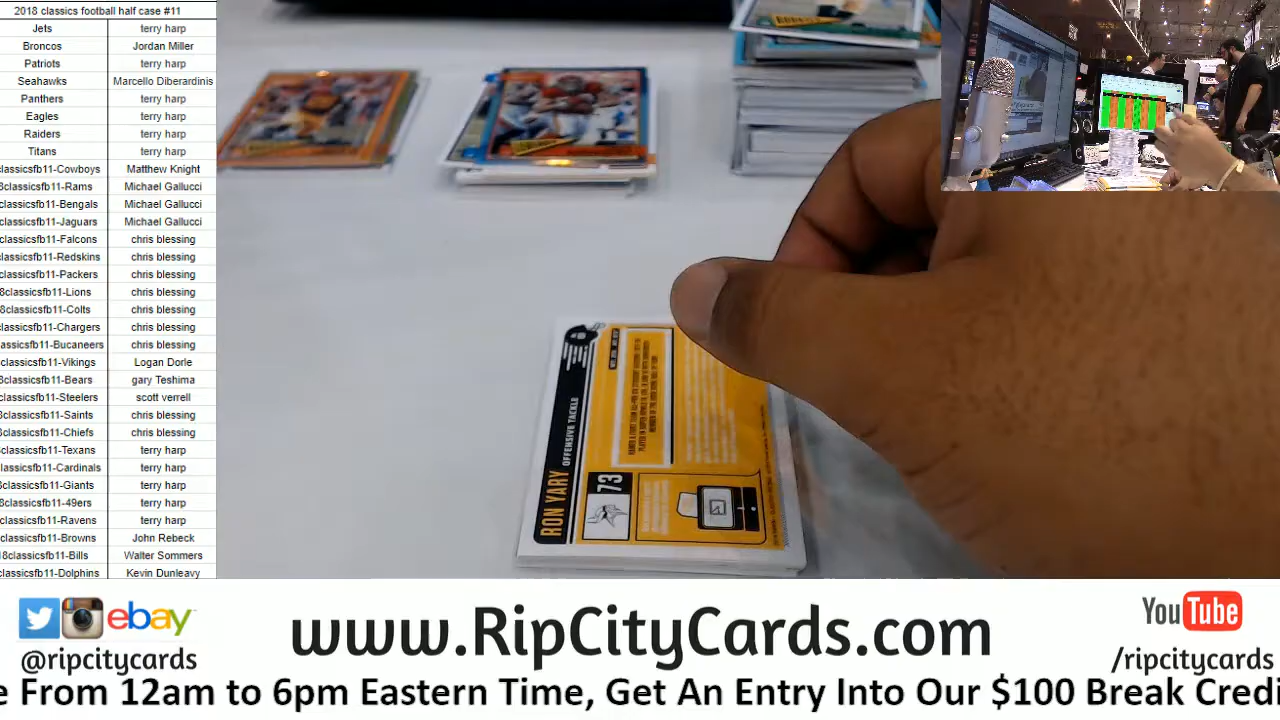 2018 classics football half case #11
Jets terry harp
Broncos Jordan Miller
Patriots terry harp
Seahawks Marcello Diberardinis
Panthers terry harp
Eagles terry harp
Raiders terry harp
Titans terry harp
classicsfb11-Cowboys Matthew Knight
8classicsfb11-Rams Michael Gallucci
classicsfb11-Bengals Michael Gallucci
classicsfb11-Jaguars Michael Gallucci
classicsfb11-Falcons chris blessing
classicsfb11-Redskins chris blessing
classicsfb11-Packers chris blessing
8classicsfb11-Lions chris blessing
8classicsfb11-Colts chris blessing
classicsfb11-Chargers chris blessing
lassicsfb11-Bucaneers chris blessing
classicsfb11-Vikings Logan Dorle
8classicsfb11-Bears gary Teshima
classicsfb11-Steelers scott verrell
classicsfb11-Saints chris blessing
classicsfb11-Chiefs chris blessing
classicsfb11-Texans terry harp
lassicsfb11-Cardinals terry harp
classicsfb11-Giants terry harp
8classicsfb11-49ers terry harp
classicsfb11-Ravens terry harp
classicsfb11-Browns John Rebeck
18classicsfb11-Bills Walter Sommers
classicsfb11-Dolphins Kevin Dunleavy
RON YARY OFFENSIVE TACKLE
73
ebay
@ripcitycards
www.RipCityCards.com
YouTube
/ripcitycards
e From 12am to 6pm Eastern Time, Get An Entry Into Our $100 Break Credi